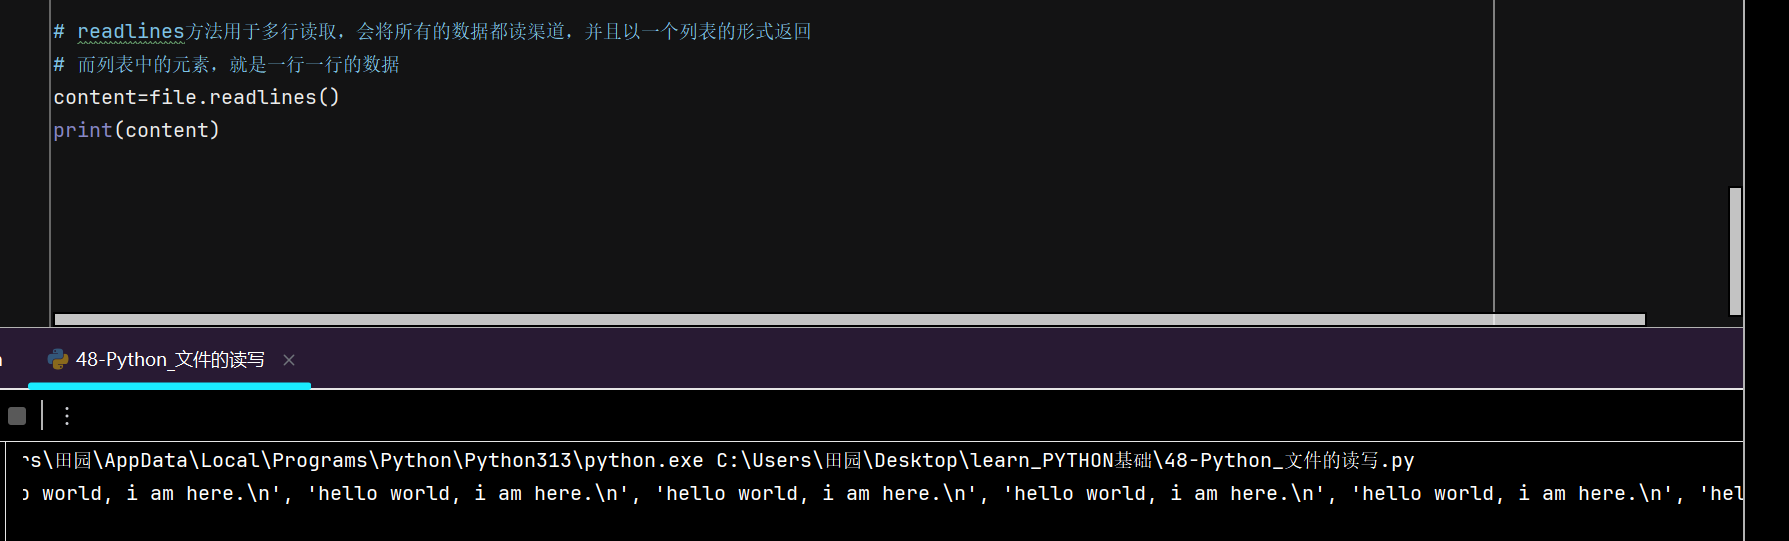 # readlines方法用于多行读取，会将所有的数据都读渠道，并且以一个列表的形式返回
# 而列表中的元素，就是一行一行的数据
content=file.readlines()
print(content)
48-Python_文件的读写
rs\田园\AppData\Local\Programs\Python\Python313\python.exe C:\Users\田园\Desktop\learn_PYTHON基础\48-Python_文件的读写.py
o world, i am here.\n', 'hello world, i am here.\n', 'hello world, i am here.\n', 'hello world, i am here.\n', 'hello world, i am here.\n', 'hel